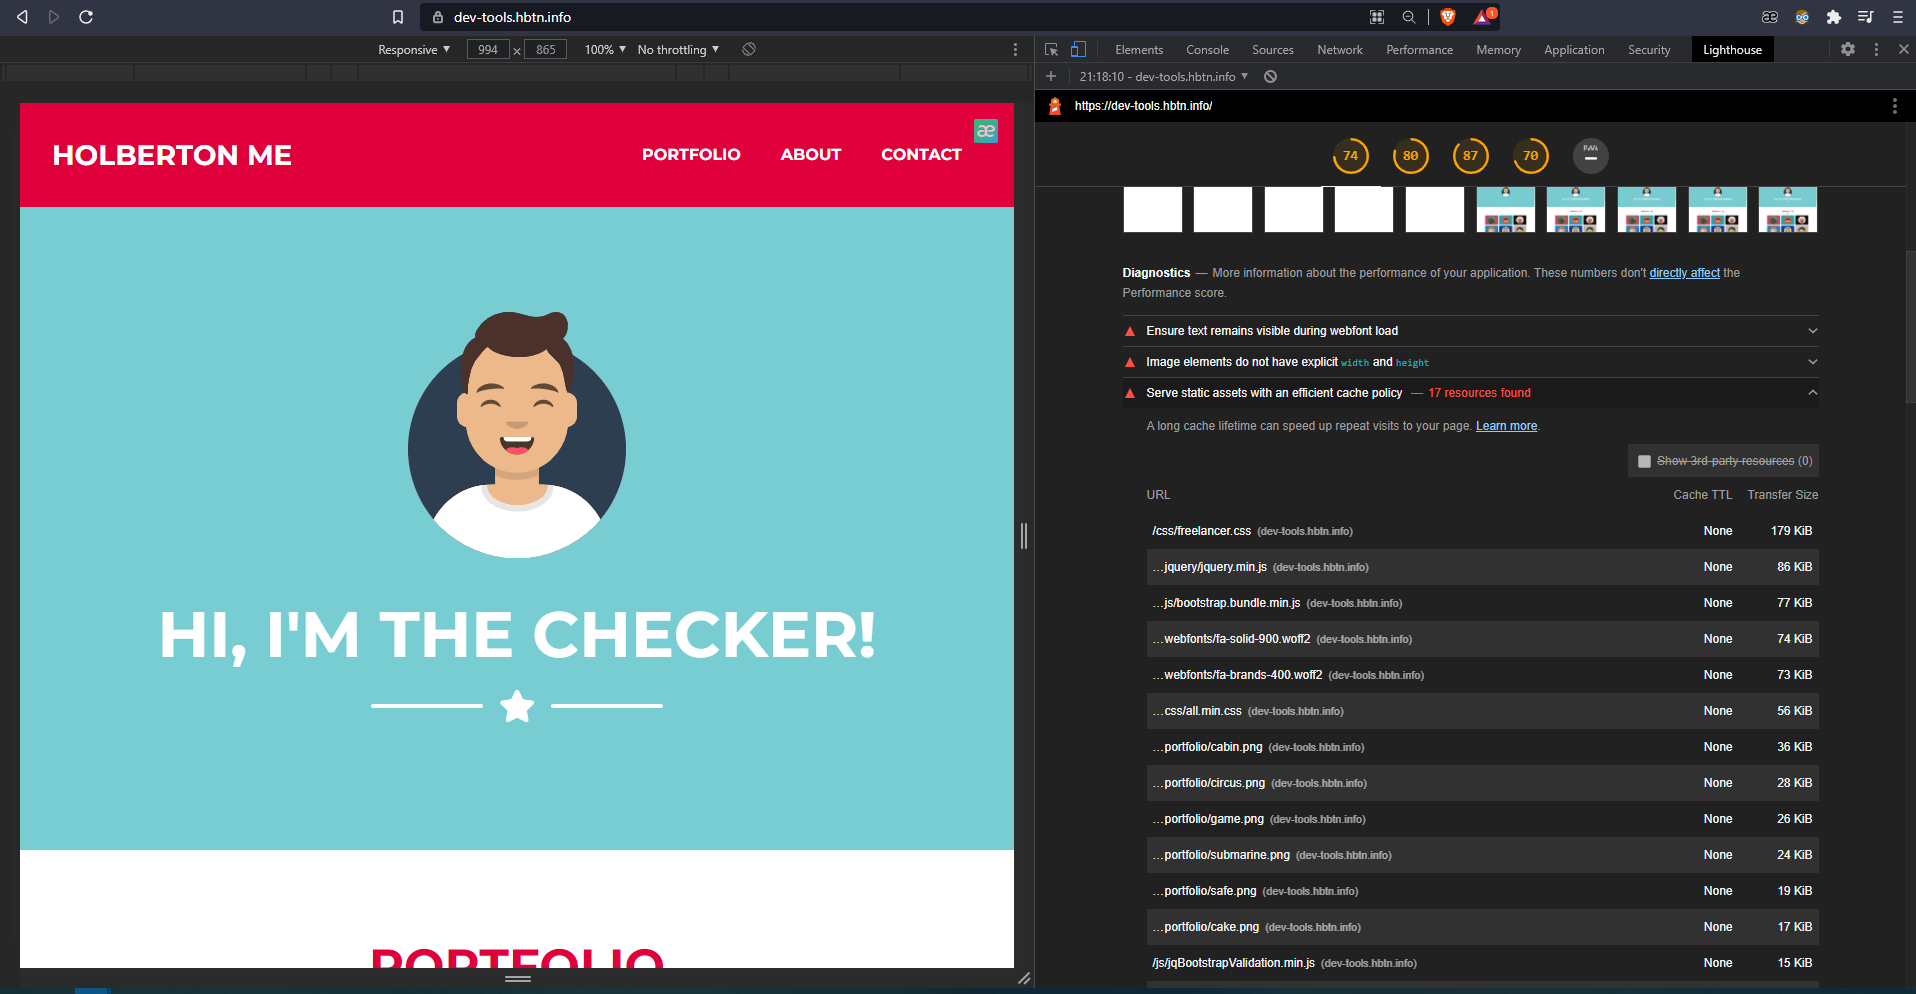 dev-tools.hbtn.info
1
æ
Responsive ▼ 994 × 865 100% ▼ No throttling ▼
Elements Console Sources Network Performance Memory Application Security Lighthouse
21:18:10 - dev-tools.hbtn.info ▼
https://dev-tools.hbtn.info/
74 80 87 70
HOLBERTON ME
PORTFOLIO ABOUT CONTACT
æ
HI, I'M THE CHECKER!
PORTFOLIO
Diagnostics — More information about the performance of your application. These numbers don't directly affect the
Performance score.
Ensure text remains visible during webfont load
Image elements do not have explicit width and height
Serve static assets with an efficient cache policy — 17 resources found
A long cache lifetime can speed up repeat visits to your page. Learn more.
Show 3rd-party resources (0)
URL Cache TTL Transfer Size
/css/freelancer.css (dev-tools.hbtn.info) None 179 KiB
…jquery/jquery.min.js (dev-tools.hbtn.info) None 86 KiB
…js/bootstrap.bundle.min.js (dev-tools.hbtn.info) None 77 KiB
…webfonts/fa-solid-900.woff2 (dev-tools.hbtn.info) None 74 KiB
…webfonts/fa-brands-400.woff2 (dev-tools.hbtn.info) None 73 KiB
…css/all.min.css (dev-tools.hbtn.info) None 56 KiB
…portfolio/cabin.png (dev-tools.hbtn.info) None 36 KiB
…portfolio/circus.png (dev-tools.hbtn.info) None 28 KiB
…portfolio/game.png (dev-tools.hbtn.info) None 26 KiB
…portfolio/submarine.png (dev-tools.hbtn.info) None 24 KiB
…portfolio/safe.png (dev-tools.hbtn.info) None 19 KiB
…portfolio/cake.png (dev-tools.hbtn.info) None 17 KiB
/js/jqBootstrapValidation.min.js (dev-tools.hbtn.info) None 15 KiB